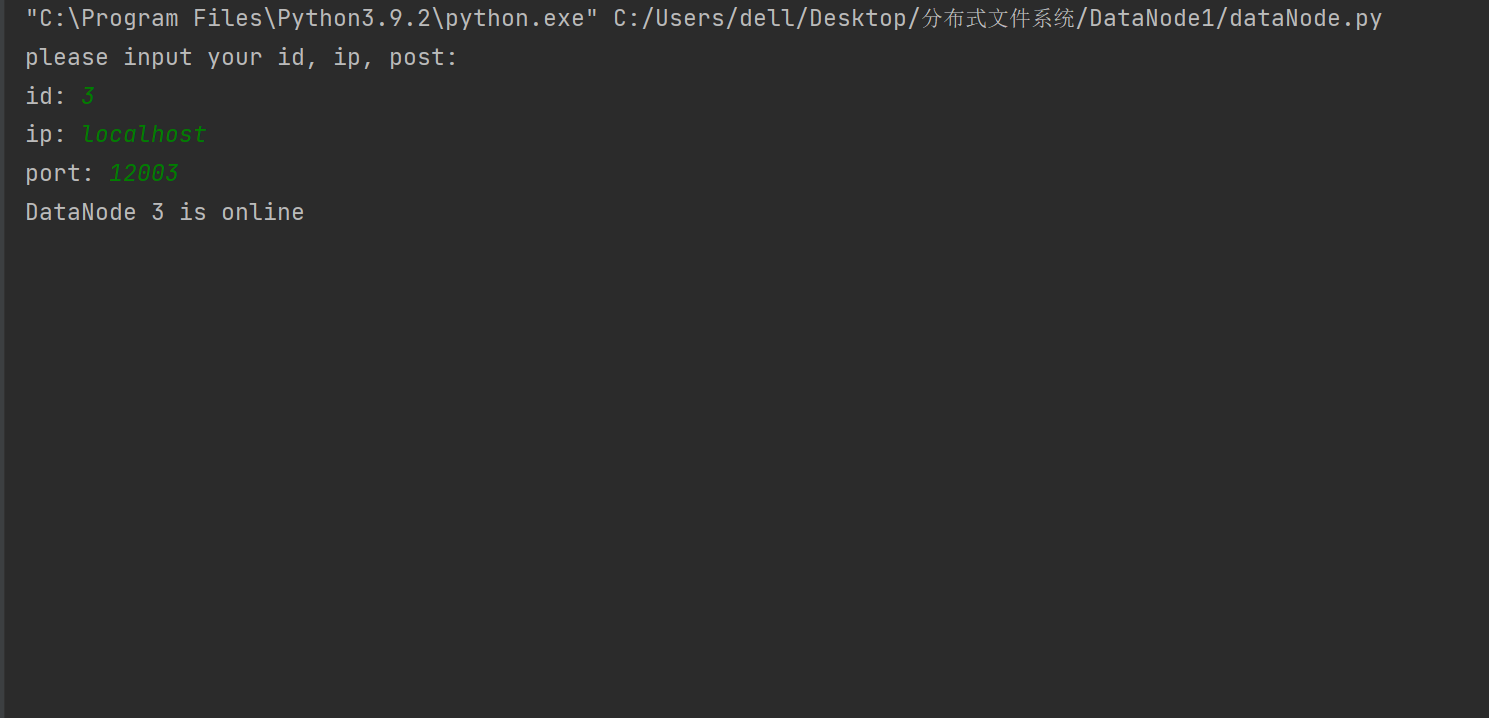 "C:\Program Files\Python3.9.2\python.exe" C:/Users/dell/Desktop/分布式文件系统/DataNode1/dataNode.py
please input your id, ip, post:
id: 3
ip: localhost
port: 12003
DataNode 3 is online